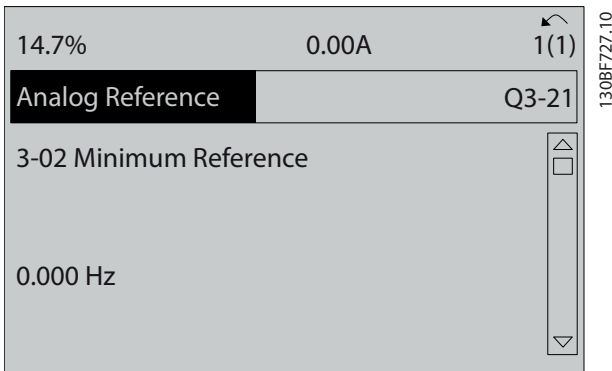 14.7% 0.00A 1(1)
Analog Reference Q3-21
3-02 Minimum Reference
0.000 Hz
130BF727.10